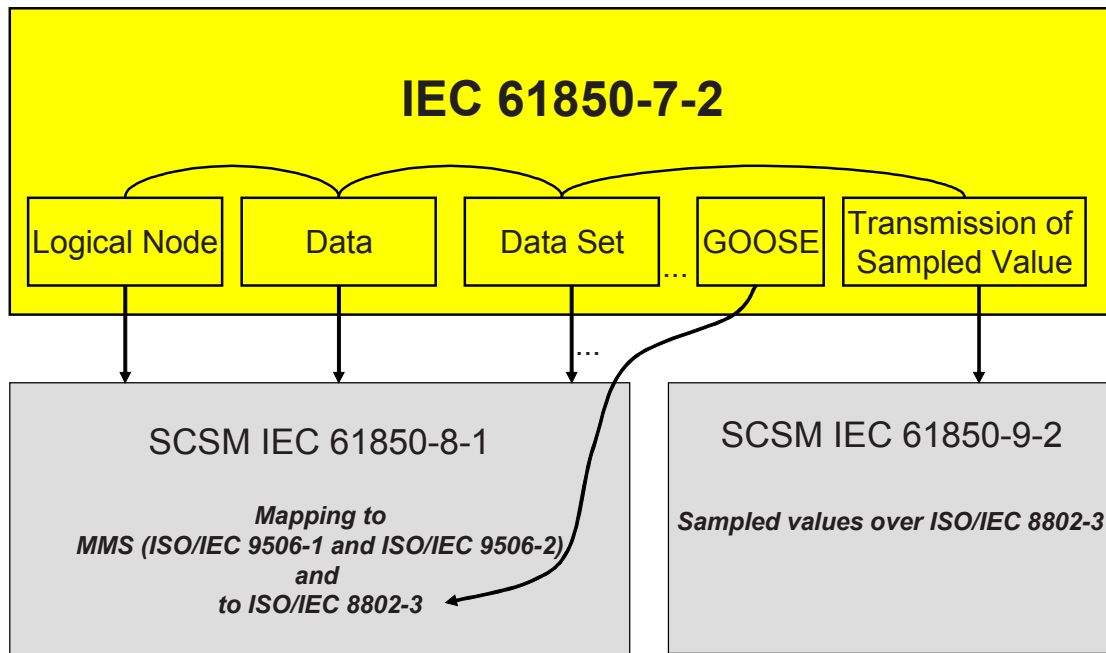 IEC 61850-7-2
Logical Node
Data
Data Set
...
GOOSE
Transmission of
Sampled Value
...
SCSM IEC 61850-8-1
Mapping to
MMS (ISO/IEC 9506-1 and ISO/IEC 9506-2)
and
to ISO/IEC 8802-3
SCSM IEC 61850-9-2
Sampled values over ISO/IEC 8802-3